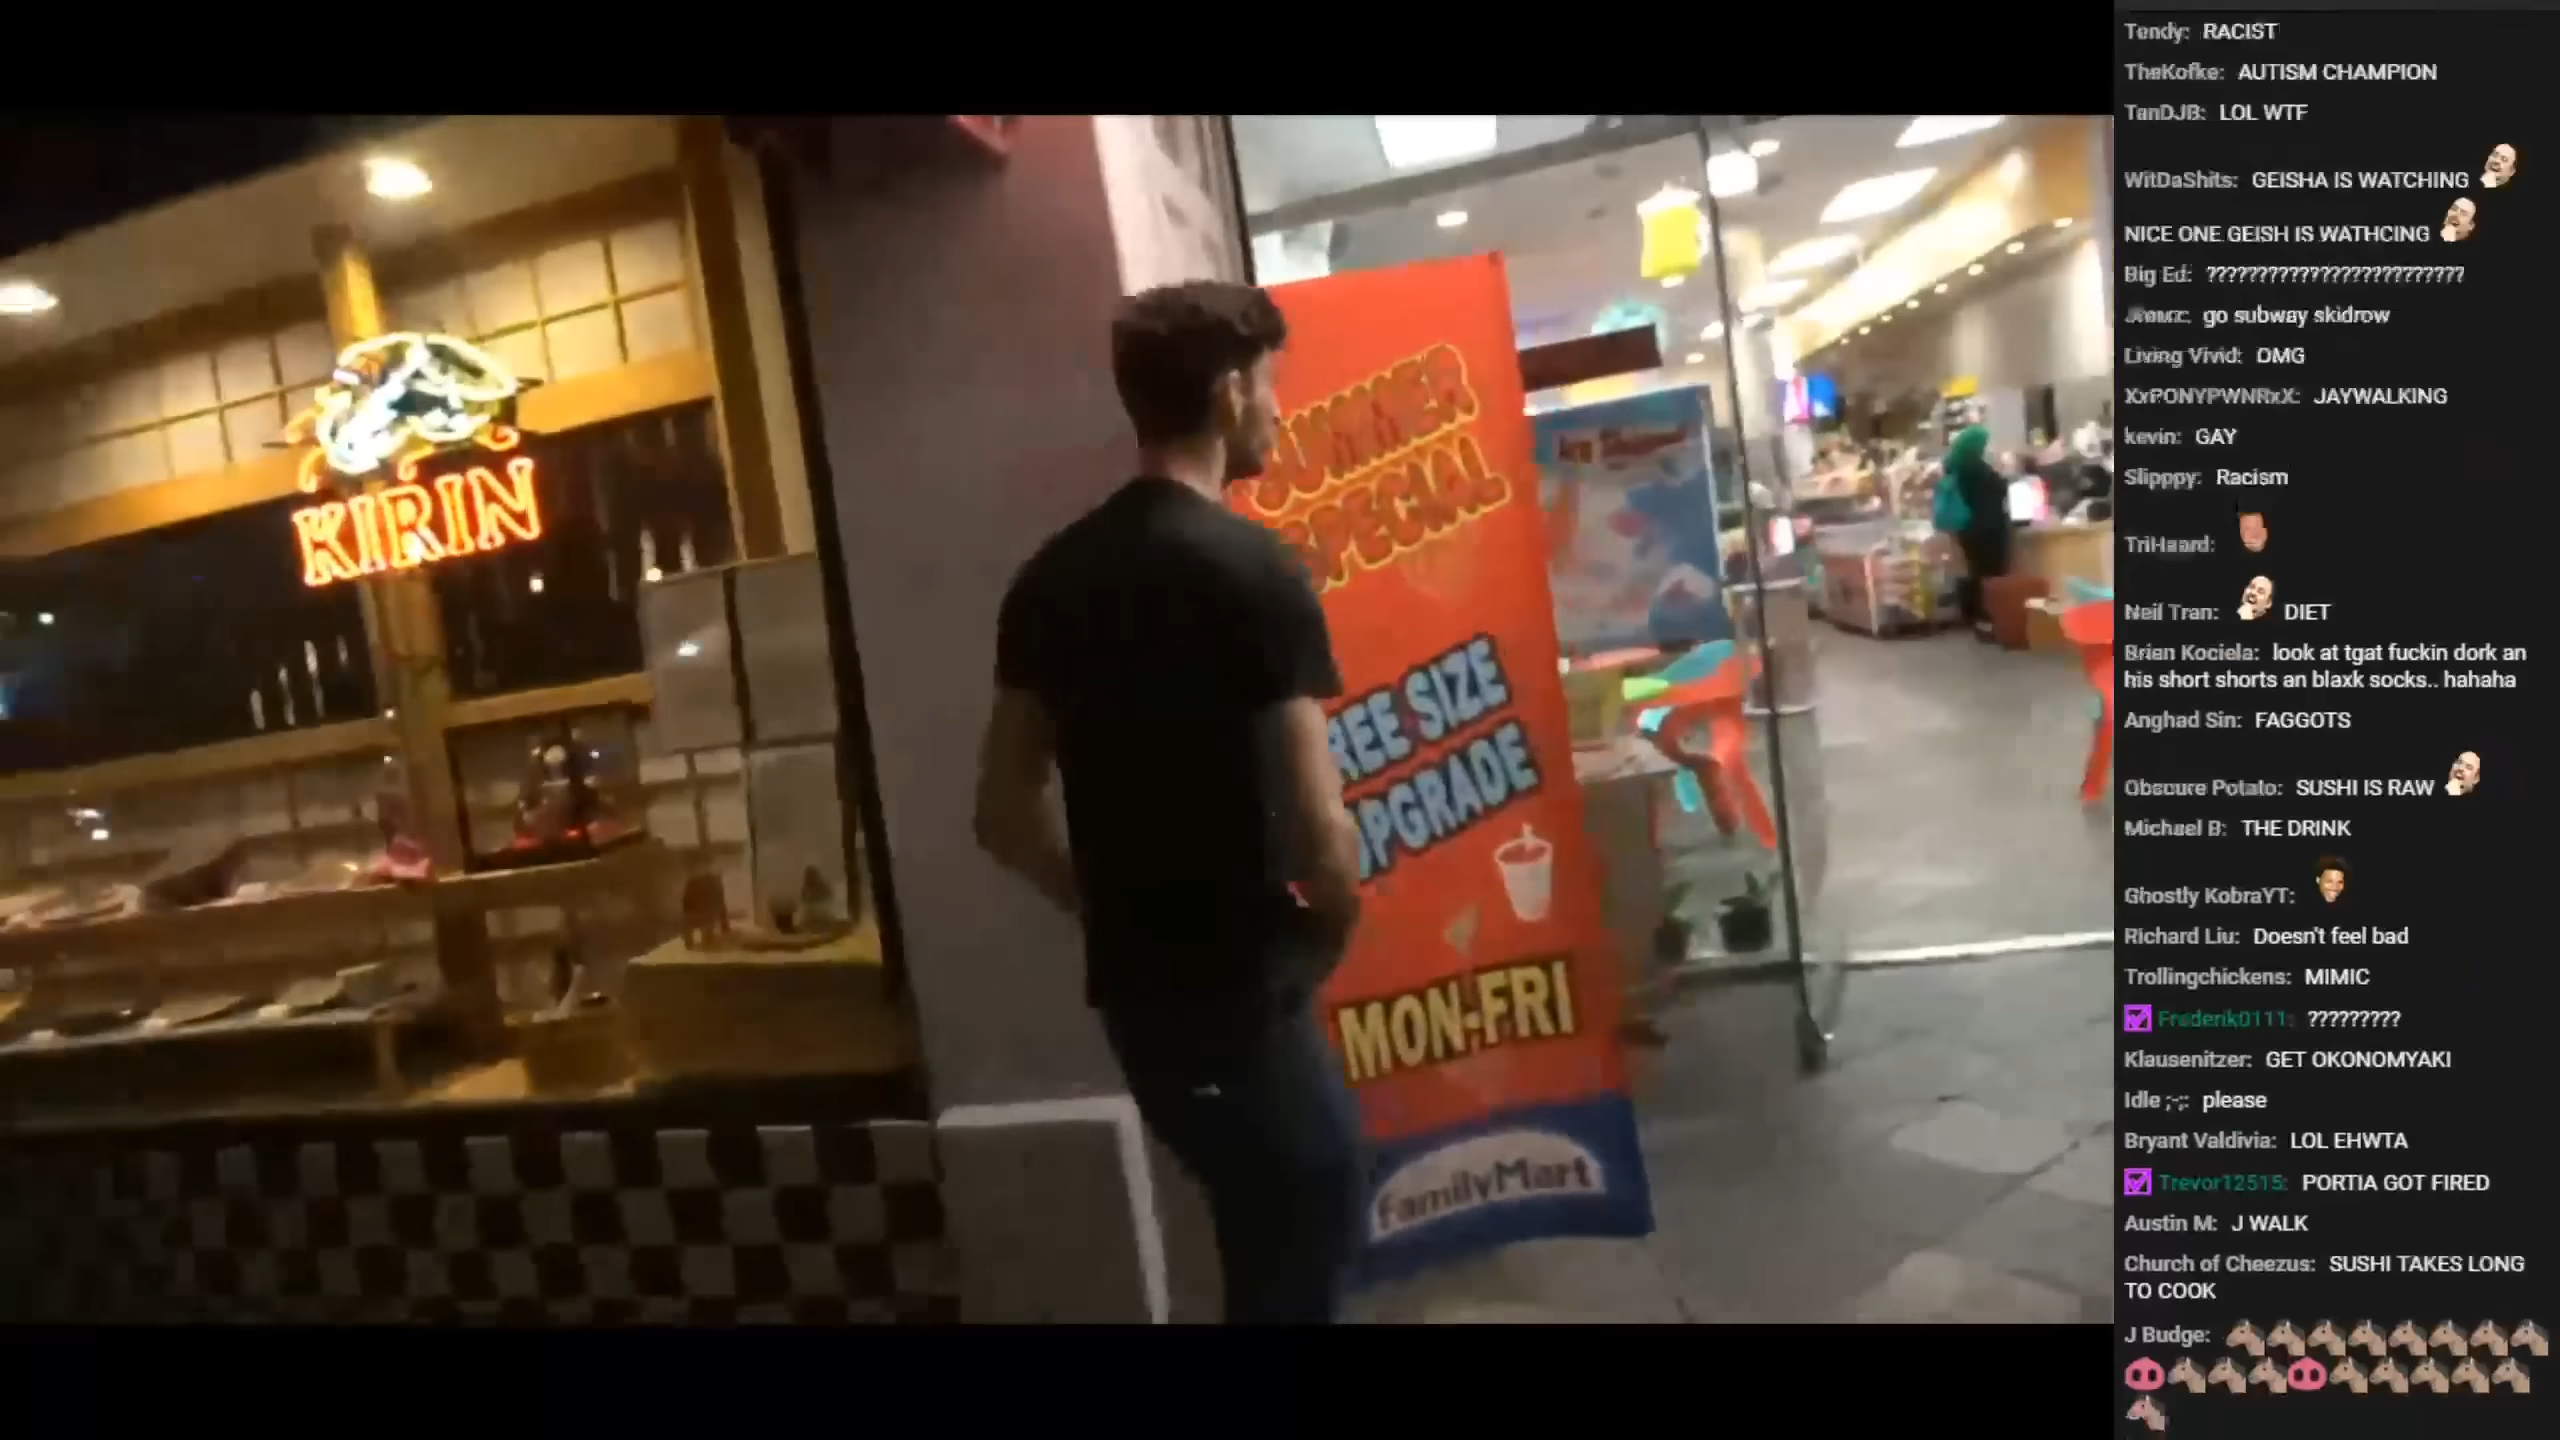 KIRIN
SUMMER
SPECIAL
FREE SIZE
UPGRADE
MON-FRI
FamilyMart
Tendy: RACIST
TheKofke: AUTISM CHAMPION
TanDJB: LOL WTF
WitDaShits: GEISHA IS WATCHING
NICE ONE GEISH IS WATHCING
Big Ed: ?????????????????????????
go subway skidrow
Living Vivid: OMG
XxPONYPWNRxX: JAYWALKING
kevin: GAY
Slipppy: Racism
TriHaard:
Neil Tran: DIET
Brien Kociela: look at tgat fuckin dork an
his short shorts an blaxk socks.. hahaha
Anghad Sin: FAGGOTS
Obscure Potato: SUSHI IS RAW
Michael B: THE DRINK
Ghostly KobraYT:
Richard Liu: Doesn't feel bad
Trollingchickens: MIMIC
Frederik0111: ?????????
Klausenitzer: GET OKONOMYAKI
Idle ;-;: please
Bryant Valdivia: LOL EHWTA
Trevor12515: PORTIA GOT FIRED
Austin M: J WALK
Church of Cheezus: SUSHI TAKES LONG
TO COOK
J Budge: